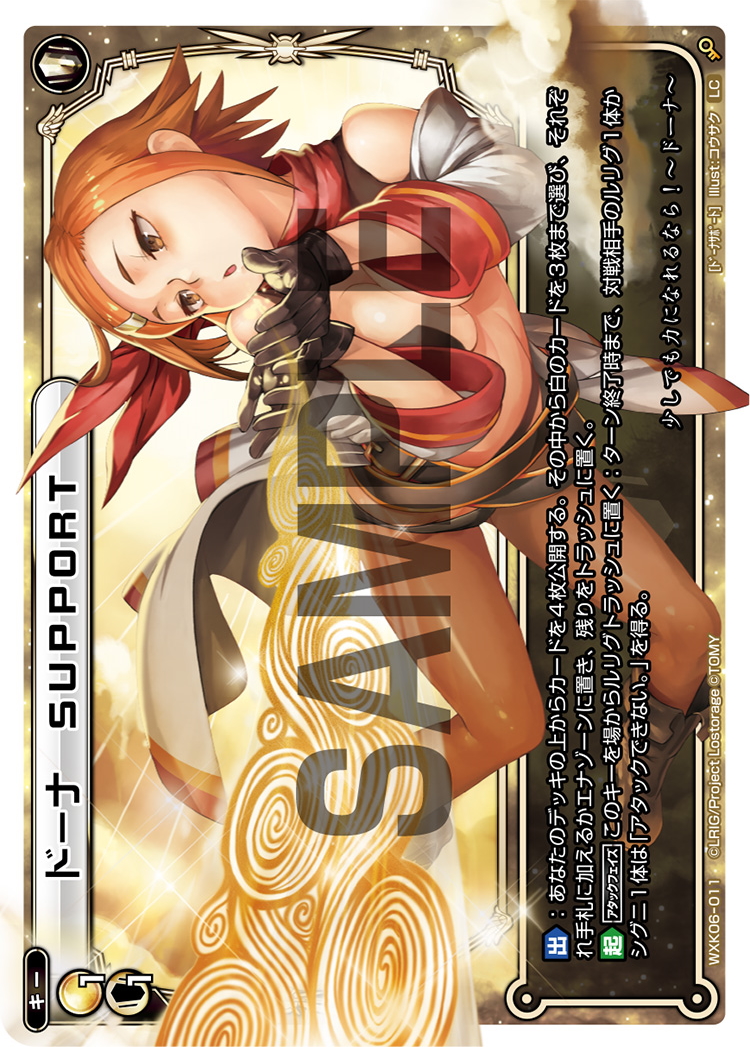 キー
1
1
ドーナ SUPPORT
SAMPLE
出：あなたのデッキの上からカードを4枚公開する。その中から白のカードを3枚まで選び、それぞ
れ手札に加えるかエナゾーンに置き、残りをトラッシュに置く。
起 アタックフェイズ このキーを場からルリグトラッシュに置く：ターン終了時まで、対戦相手のルリグ1体か
シグニ1体は「アタックできない。」を得る。
少しでも力になれるなら！～ドーナ～
WXK06-011 ©LRIG/Project Lostorage ©TOMY [ドーナサポート] Illust:コウサク LC